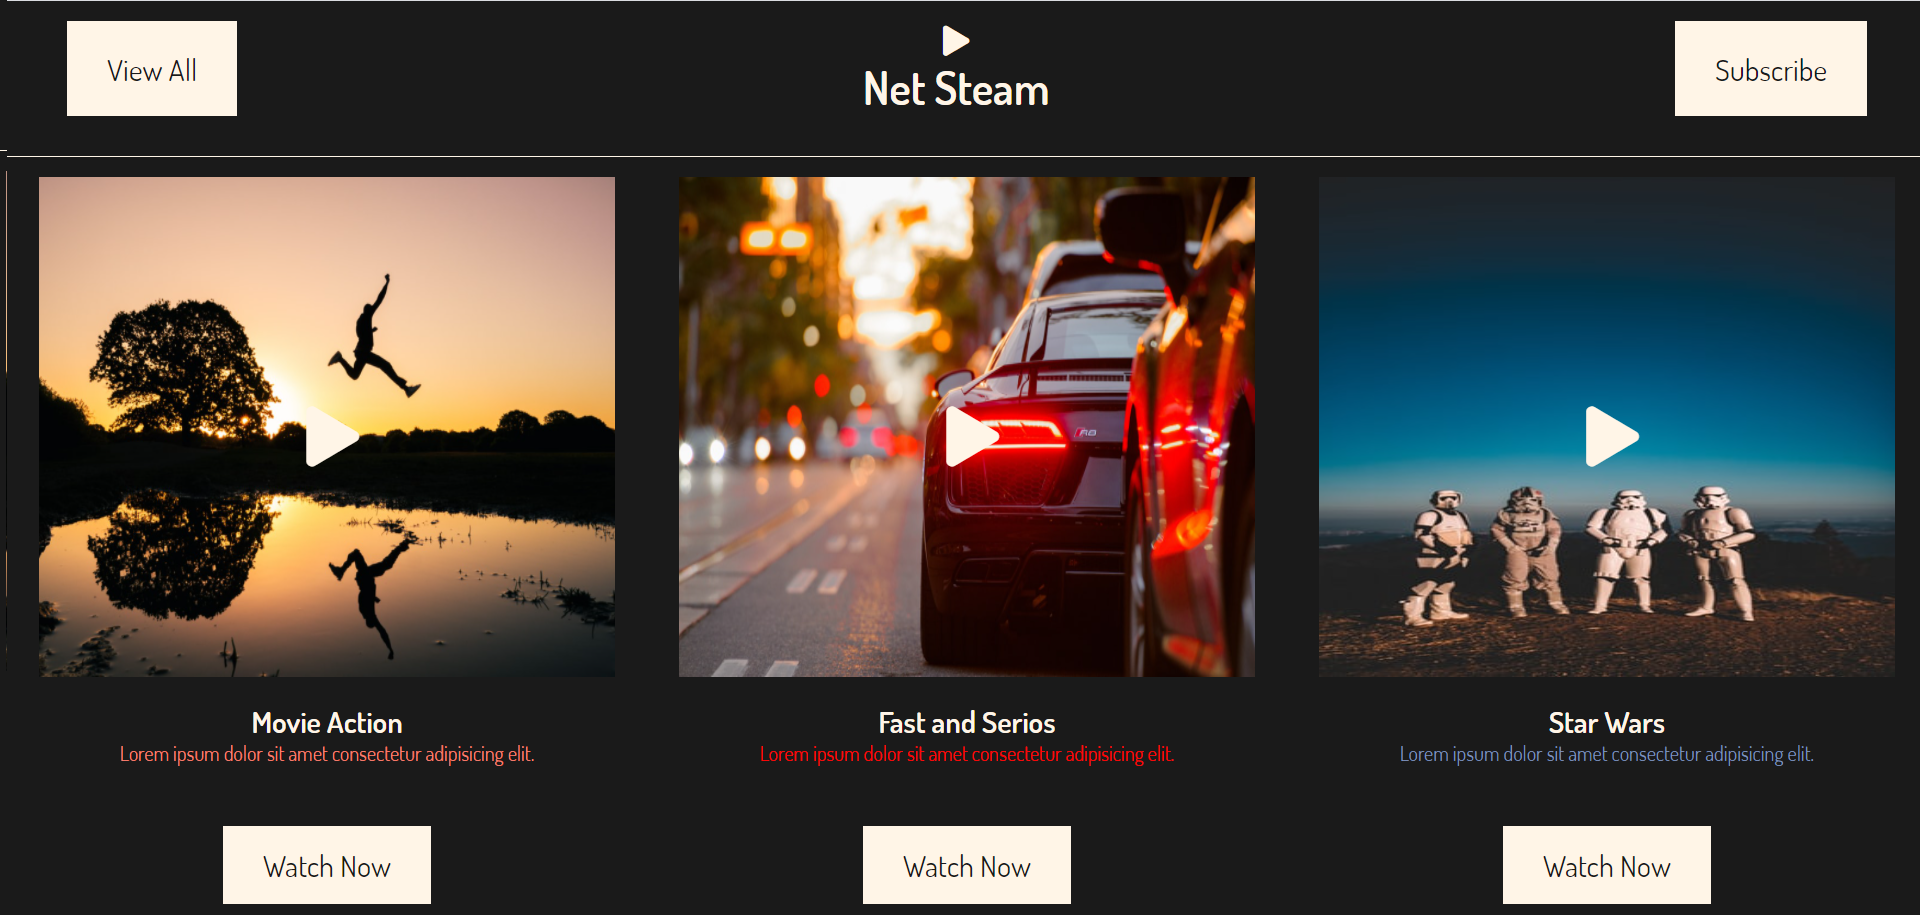 View All
Net Steam
Subscribe
R8
Movie Action
Lorem ipsum dolor sit amet consectetur adipisicing elit.
Watch Now
Fast and Serios
Lorem ipsum dolor sit amet consectetur adipisicing elit.
Watch Now
Star Wars
Lorem ipsum dolor sit amet consectetur adipisicing elit.
Watch Now